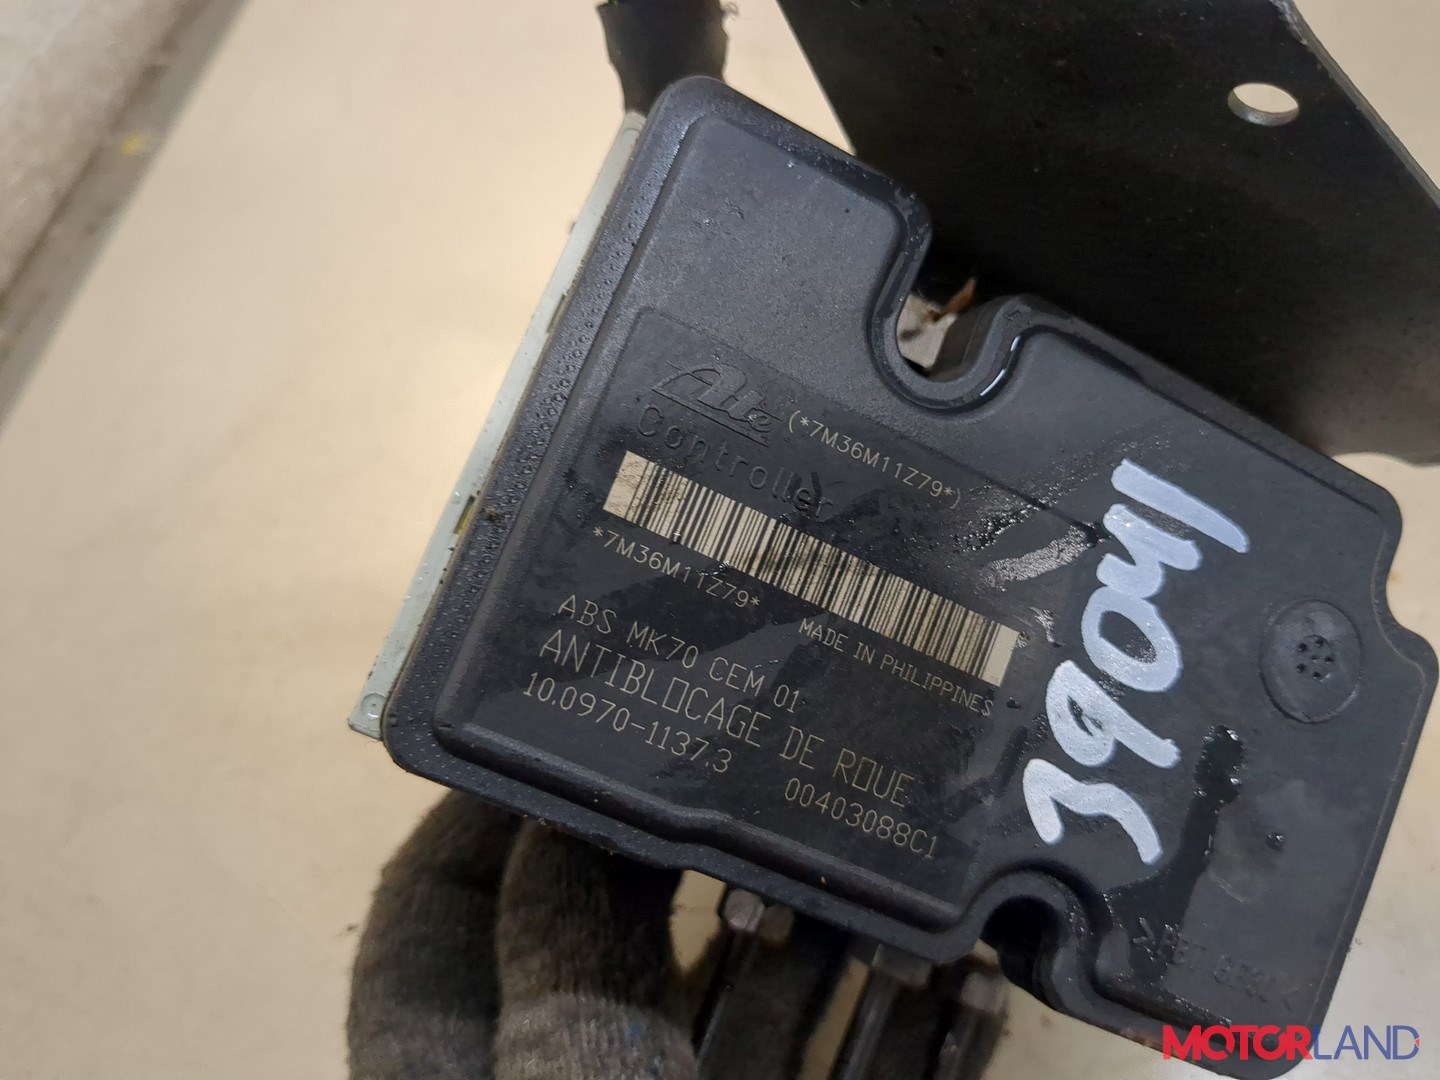 Ate
(*7M36M11Z79*)
Controller
*7M36M11Z79*
MADE IN PHILIPPINES
ABS MK70 CEM 01
ANTIBLOCAGE DE ROUE
10.0970-1137.3
00403088C1
39041
MOTORLAND